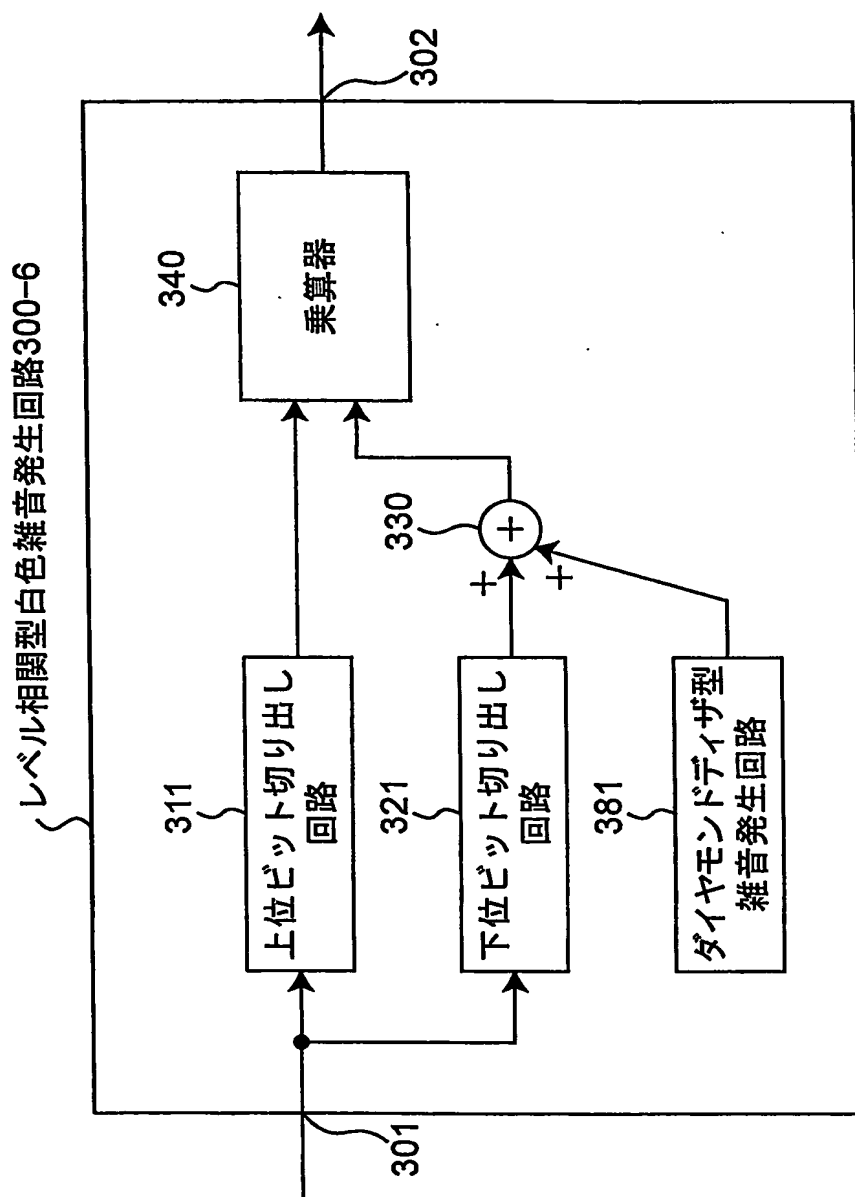 レベル相関型白色雑音発生回路300-6
301
311
上位ビット切り出し
回路
321
下位ビット切り出し
回路
381
ダイヤモンドディザ型
雑音発生回路
+
+
330
+
340
乗算器
302